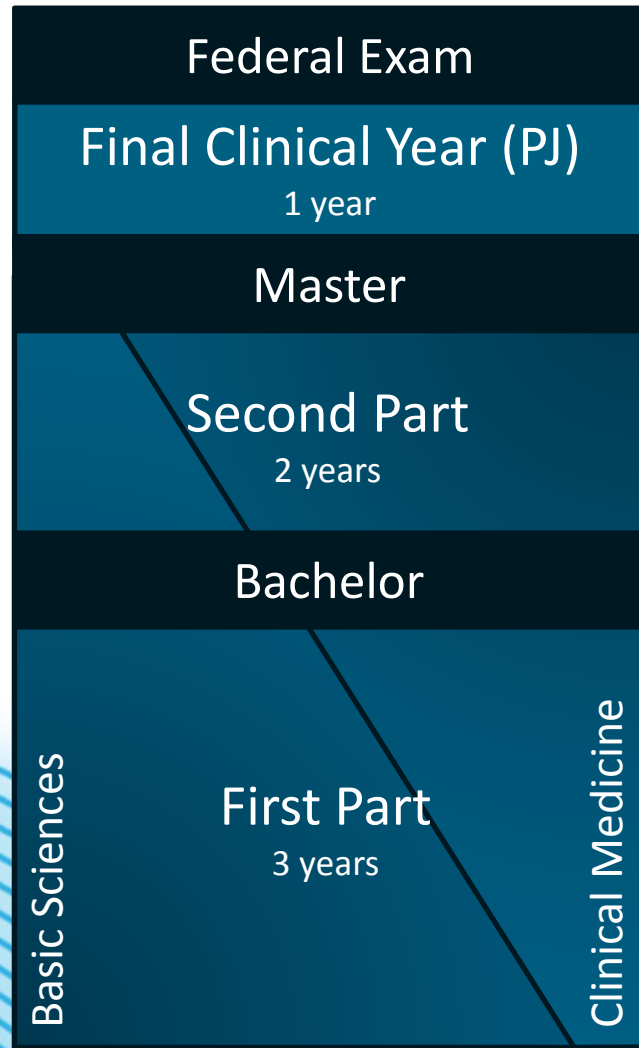 Federal Exam
Final Clinical Year (PJ)
1 year
Master
Second Part
2 years
Bachelor
First Part
3 years
Basic Sciences
Clinical Medicine